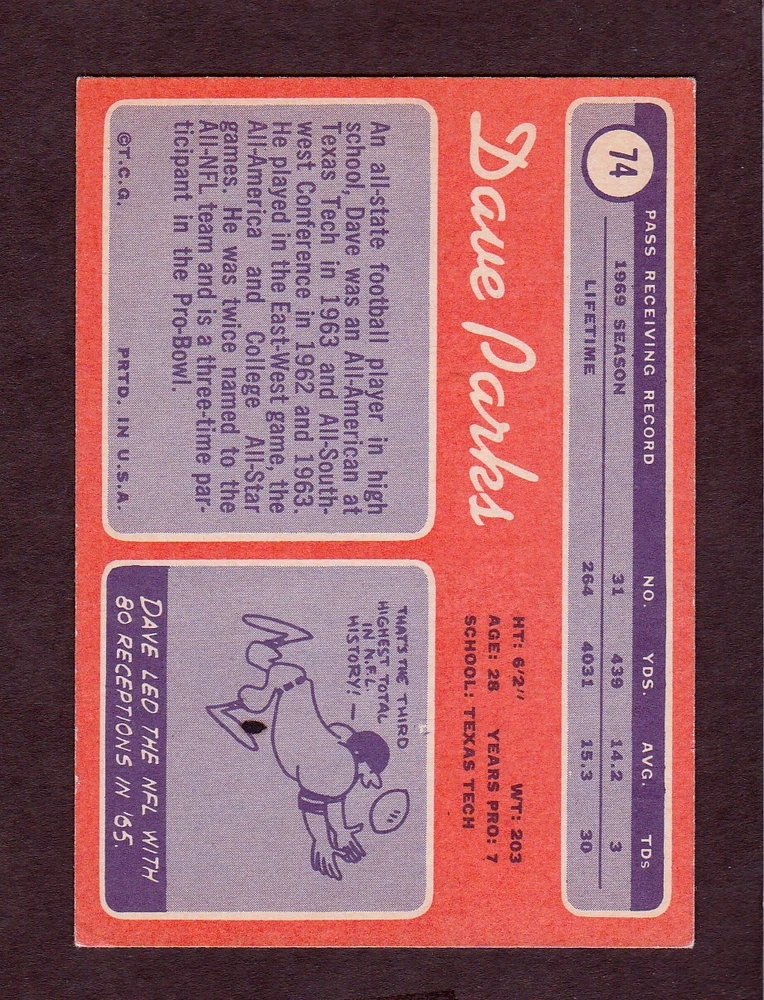 74
PASS RECEIVING RECORD NO. YDS. AVG. TDs
1969 SEASON 31 439 14.2 3
LIFETIME 264 4031 15.3 30
Dave Parks
HT: 6'2" WT: 203
AGE: 28 YEARS PRO: 7
SCHOOL: TEXAS TECH
An all-state football player in high
school, Dave was an All-American at
Texas Tech in 1963 and All-South-
west Conference in 1962 and 1963.
He played in the East-West game, the
All-America and College All-Star
games. He was twice named to the
All-NFL team and is a three-time par-
ticipant in the Pro-Bowl.
©T.C.G. PRTD. IN U.S.A.
THAT'S THE THIRD
HIGHEST TOTAL
IN N.F.L.
HISTORY!
DAVE LED THE NFL WITH
80 RECEPTIONS IN '65.